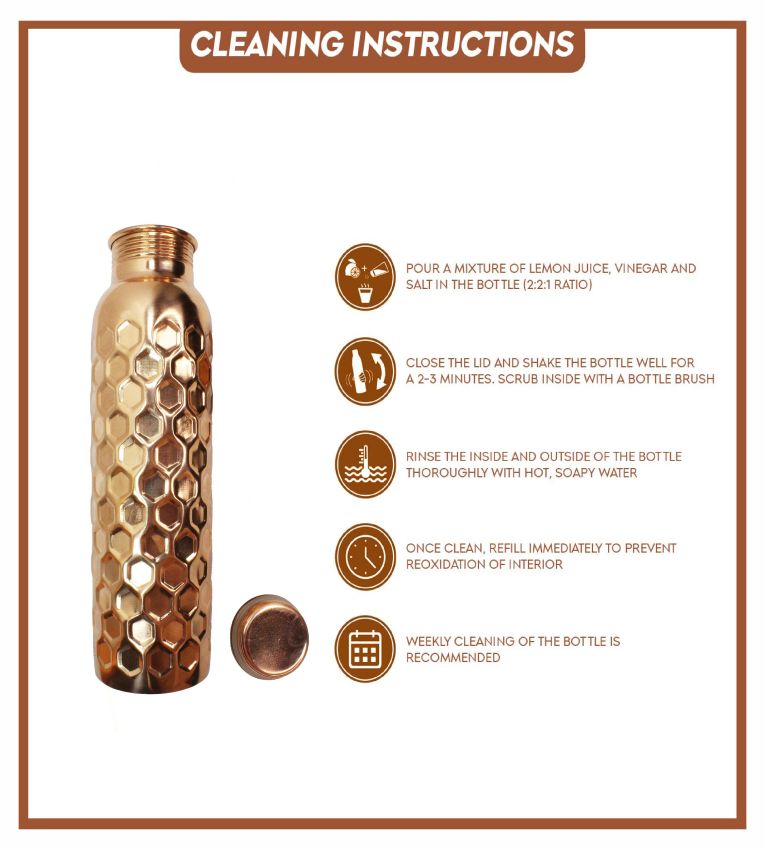 CLEANING INSTRUCTIONS
POUR A MIXTURE OF LEMON JUICE, VINEGAR AND
SALT IN THE BOTTLE (2:2:1 RATIO)
CLOSE THE LID AND SHAKE THE BOTTLE WELL FOR
A 2-3 MINUTES. SCRUB INSIDE WITH A BOTTLE BRUSH
RINSE THE INSIDE AND OUTSIDE OF THE BOTTLE
THOROUGHLY WITH HOT, SOAPY WATER
ONCE CLEAN, REFILL IMMEDIATELY TO PREVENT
REOXIDATION OF INTERIOR
WEEKLY CLEANING OF THE BOTTLE IS
RECOMMENDED